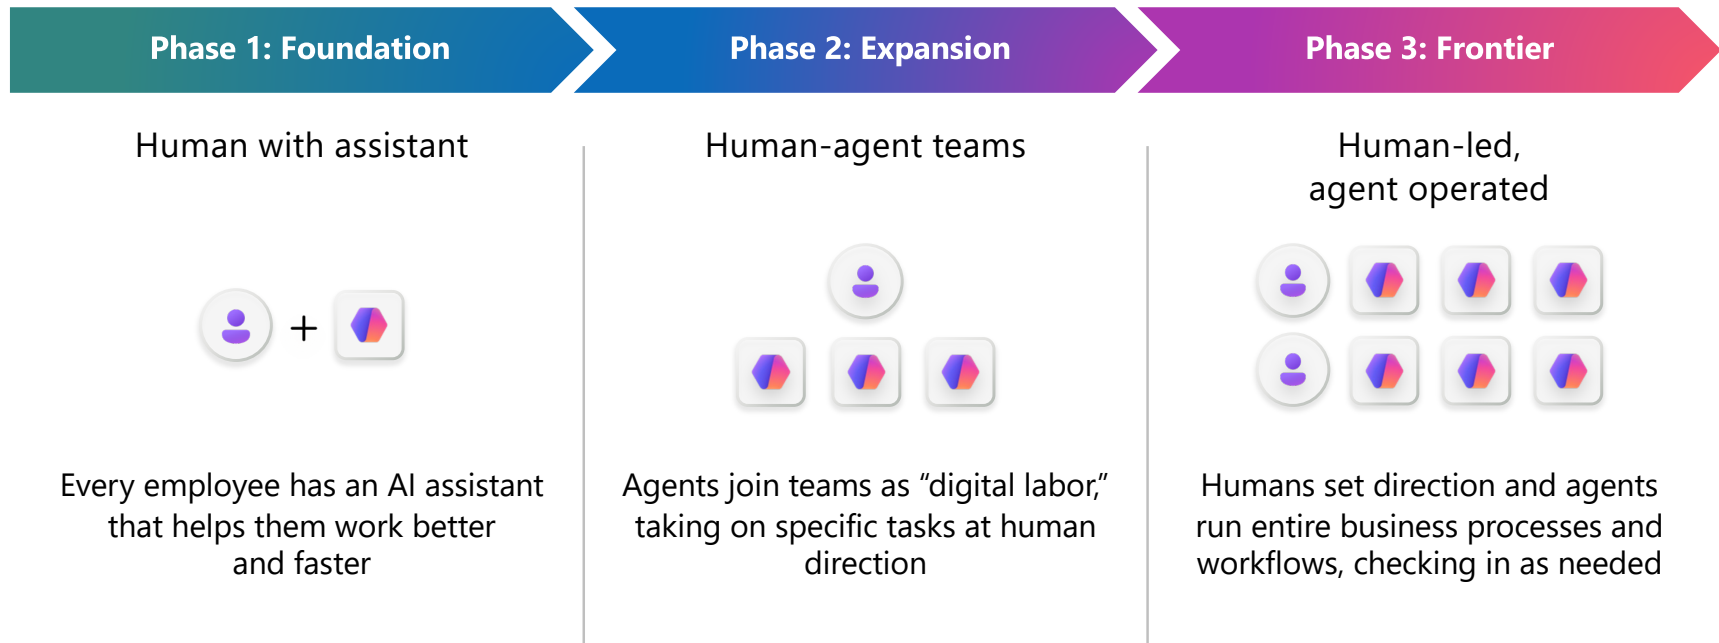 Phase 1: Foundation
Phase 2: Expansion
Phase 3: Frontier
Human with assistant
Human-agent teams
Human-led,
agent operated
+
Every employee has an AI assistant
that helps them work better
and faster
Agents join teams as “digital labor,”
taking on specific tasks at human
direction
Humans set direction and agents
run entire business processes and
workflows, checking in as needed